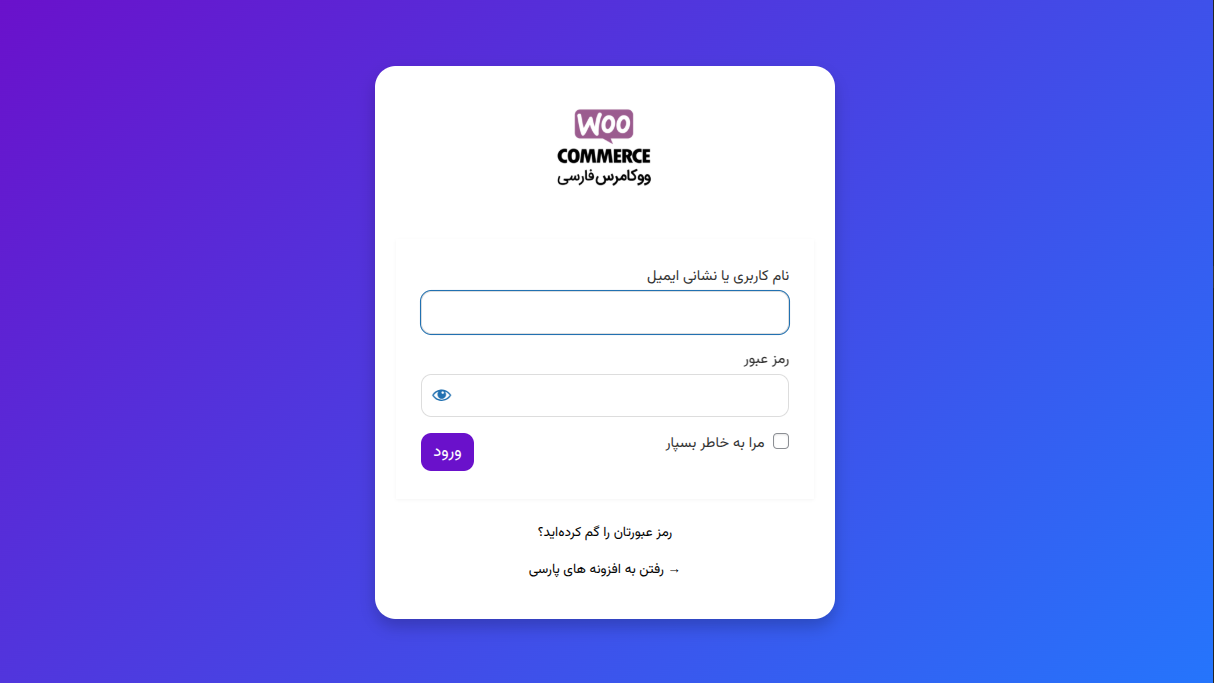 WOO
COMMERCE
ووکامرس فارسی
نام کاربری یا نشانی ایمیل
رمز عبور
مرا به خاطر بسپار
ورود
رمز عبورتان را گم کرده‌اید؟
→ رفتن به افزونه های پارسی